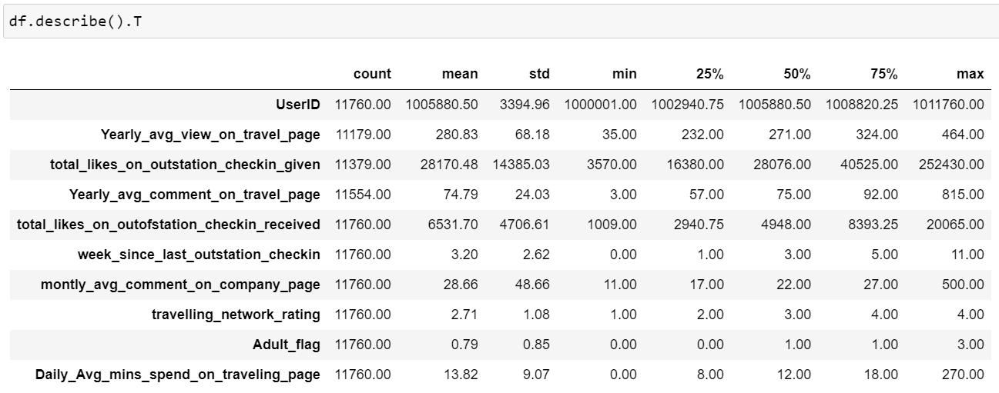 df.describe().T
count mean std min 25% 50% 75% max
UserID 11760.00 1005880.50 3394.96 1000001.00 1002940.75 1005880.50 1008820.25 1011760.00
Yearly_avg_view_on_travel_page 11179.00 280.83 68.18 35.00 232.00 271.00 324.00 464.00
total_likes_on_outstation_checkin_given 11379.00 28170.48 14385.03 3570.00 16380.00 28076.00 40525.00 252430.00
Yearly_avg_comment_on_travel_page 11554.00 74.79 24.03 3.00 57.00 75.00 92.00 815.00
total_likes_on_outofstation_checkin_received 11760.00 6531.70 4706.61 1009.00 2940.75 4948.00 8393.25 20065.00
week_since_last_outstation_checkin 11760.00 3.20 2.62 0.00 1.00 3.00 5.00 11.00
montly_avg_comment_on_company_page 11760.00 28.66 48.66 11.00 17.00 22.00 27.00 500.00
travelling_network_rating 11760.00 2.71 1.08 1.00 2.00 3.00 4.00 4.00
Adult_flag 11760.00 0.79 0.85 0.00 0.00 1.00 1.00 3.00
Daily_Avg_mins_spend_on_traveling_page 11760.00 13.82 9.07 0.00 8.00 12.00 18.00 270.00